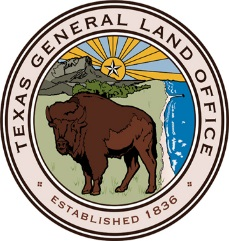 TEXAS GENERAL LAND OFFICE
ESTABLISHED 1836